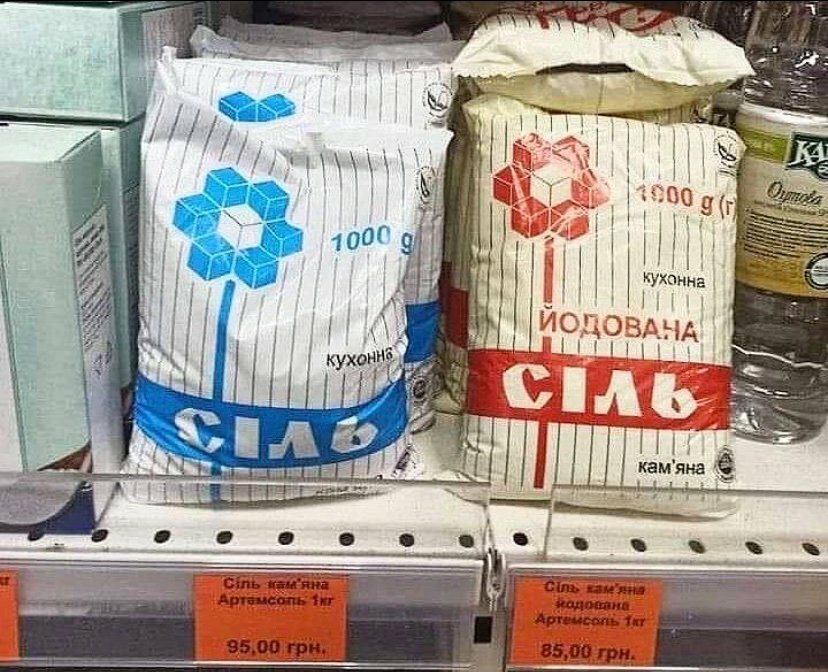 1000 g
кухонна
СІЛЬ
1000 g (г)
кухонна
ЙОДОВАНА
СІЛЬ
кам'яна
Оцтова
Сіль кам'яна
Артемсоль 1кг
95,00 грн.
Сіль кам'яна
йодована
Артемсоль 1кг
85,00 грн.